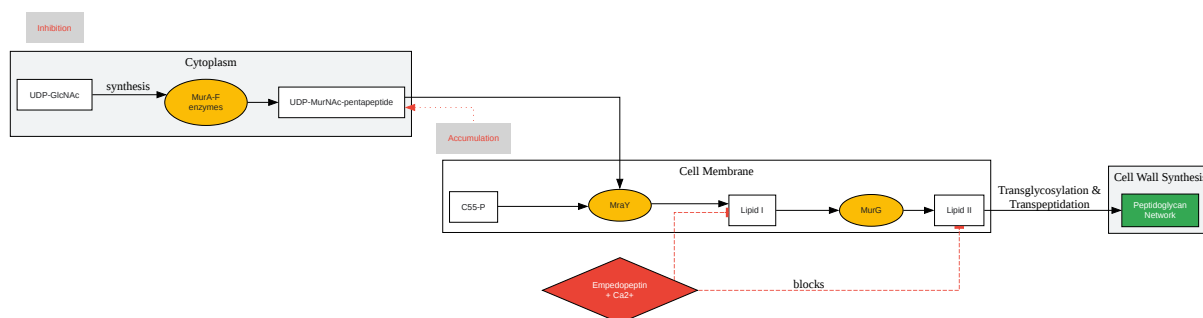 Inhibition
Cytoplasm
UDP-GlcNAc
synthesis
MurA-F
enzymes
UDP-MurNAc-pentapeptide
Accumulation
Cell Membrane
C55-P
MraY
Lipid I
MurG
Lipid II
Transglycosylation &
Transpeptidation
Cell Wall Synthesis
Peptidoglycan
Network
Empedopeptin
+ Ca2+
blocks